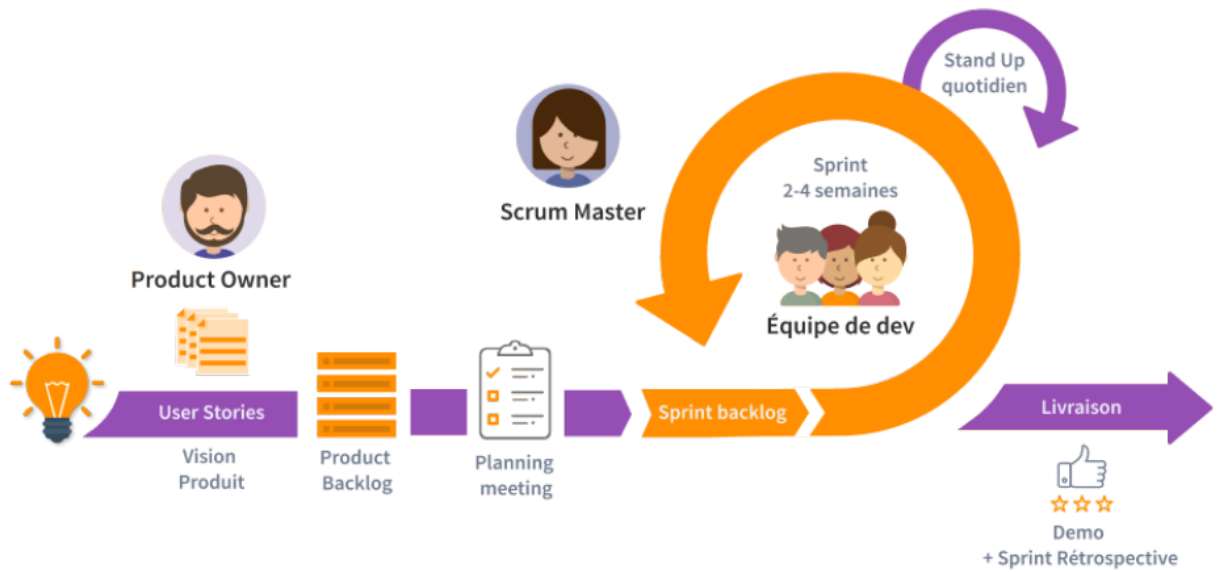 Product Owner
User Stories
Vision
Produit
Product
Backlog
Planning
meeting
Scrum Master
Sprint backlog
Sprint
2-4 semaines
Équipe de dev
Stand Up
quotidien
Livraison
Demo
+ Sprint Rétrospective